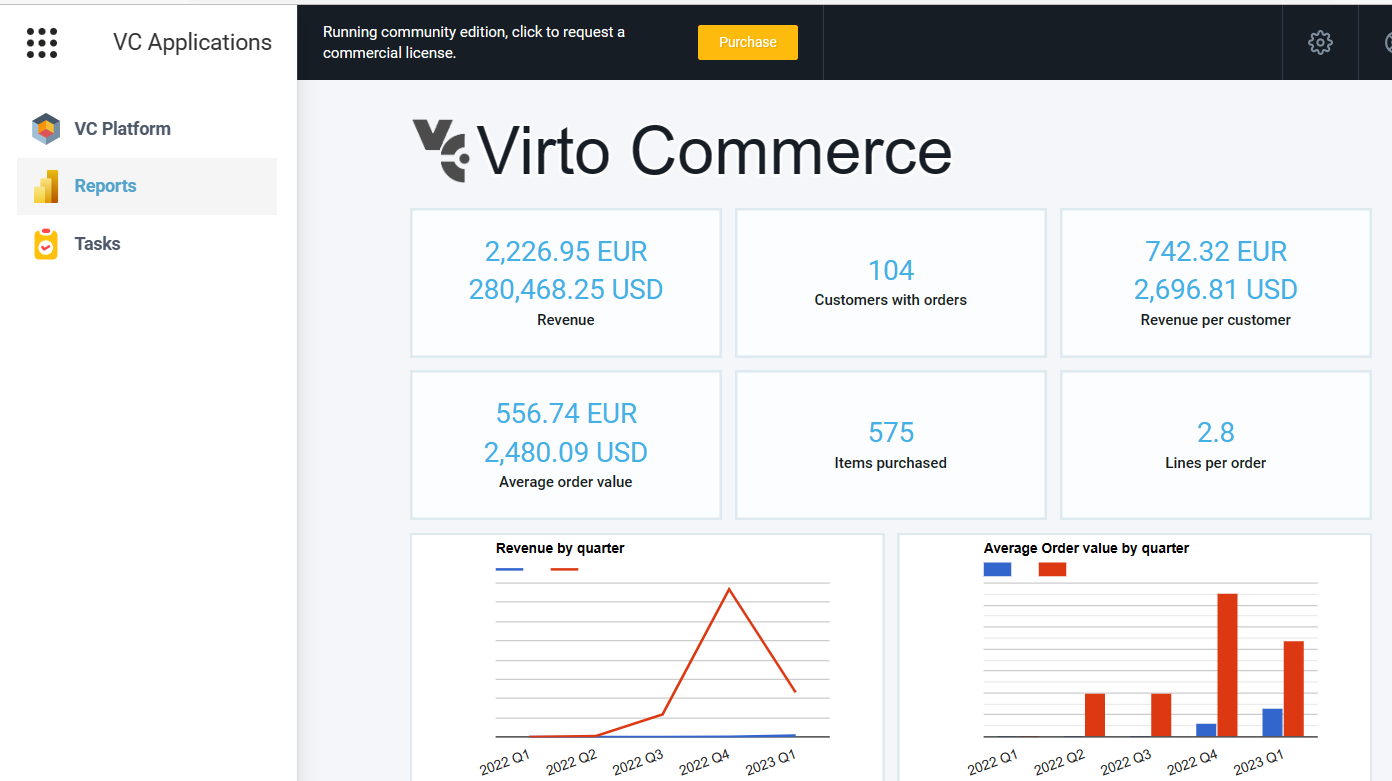 VC Applications
Running community edition, click to request a
commercial license.
Purchase
VC Platform
Reports
Tasks
Virto Commerce
2,226.95 EUR
280,468.25 USD
Revenue
104
Customers with orders
742.32 EUR
2,696.81 USD
Revenue per customer
556.74 EUR
2,480.09 USD
Average order value
575
Items purchased
2.8
Lines per order
Revenue by quarter
2022 Q1
2022 Q2
2022 Q3
2022 Q4
2023 Q1
Average Order value by quarter
2022 Q1
2022 Q2
2022 Q3
2022 Q4
2023 Q1